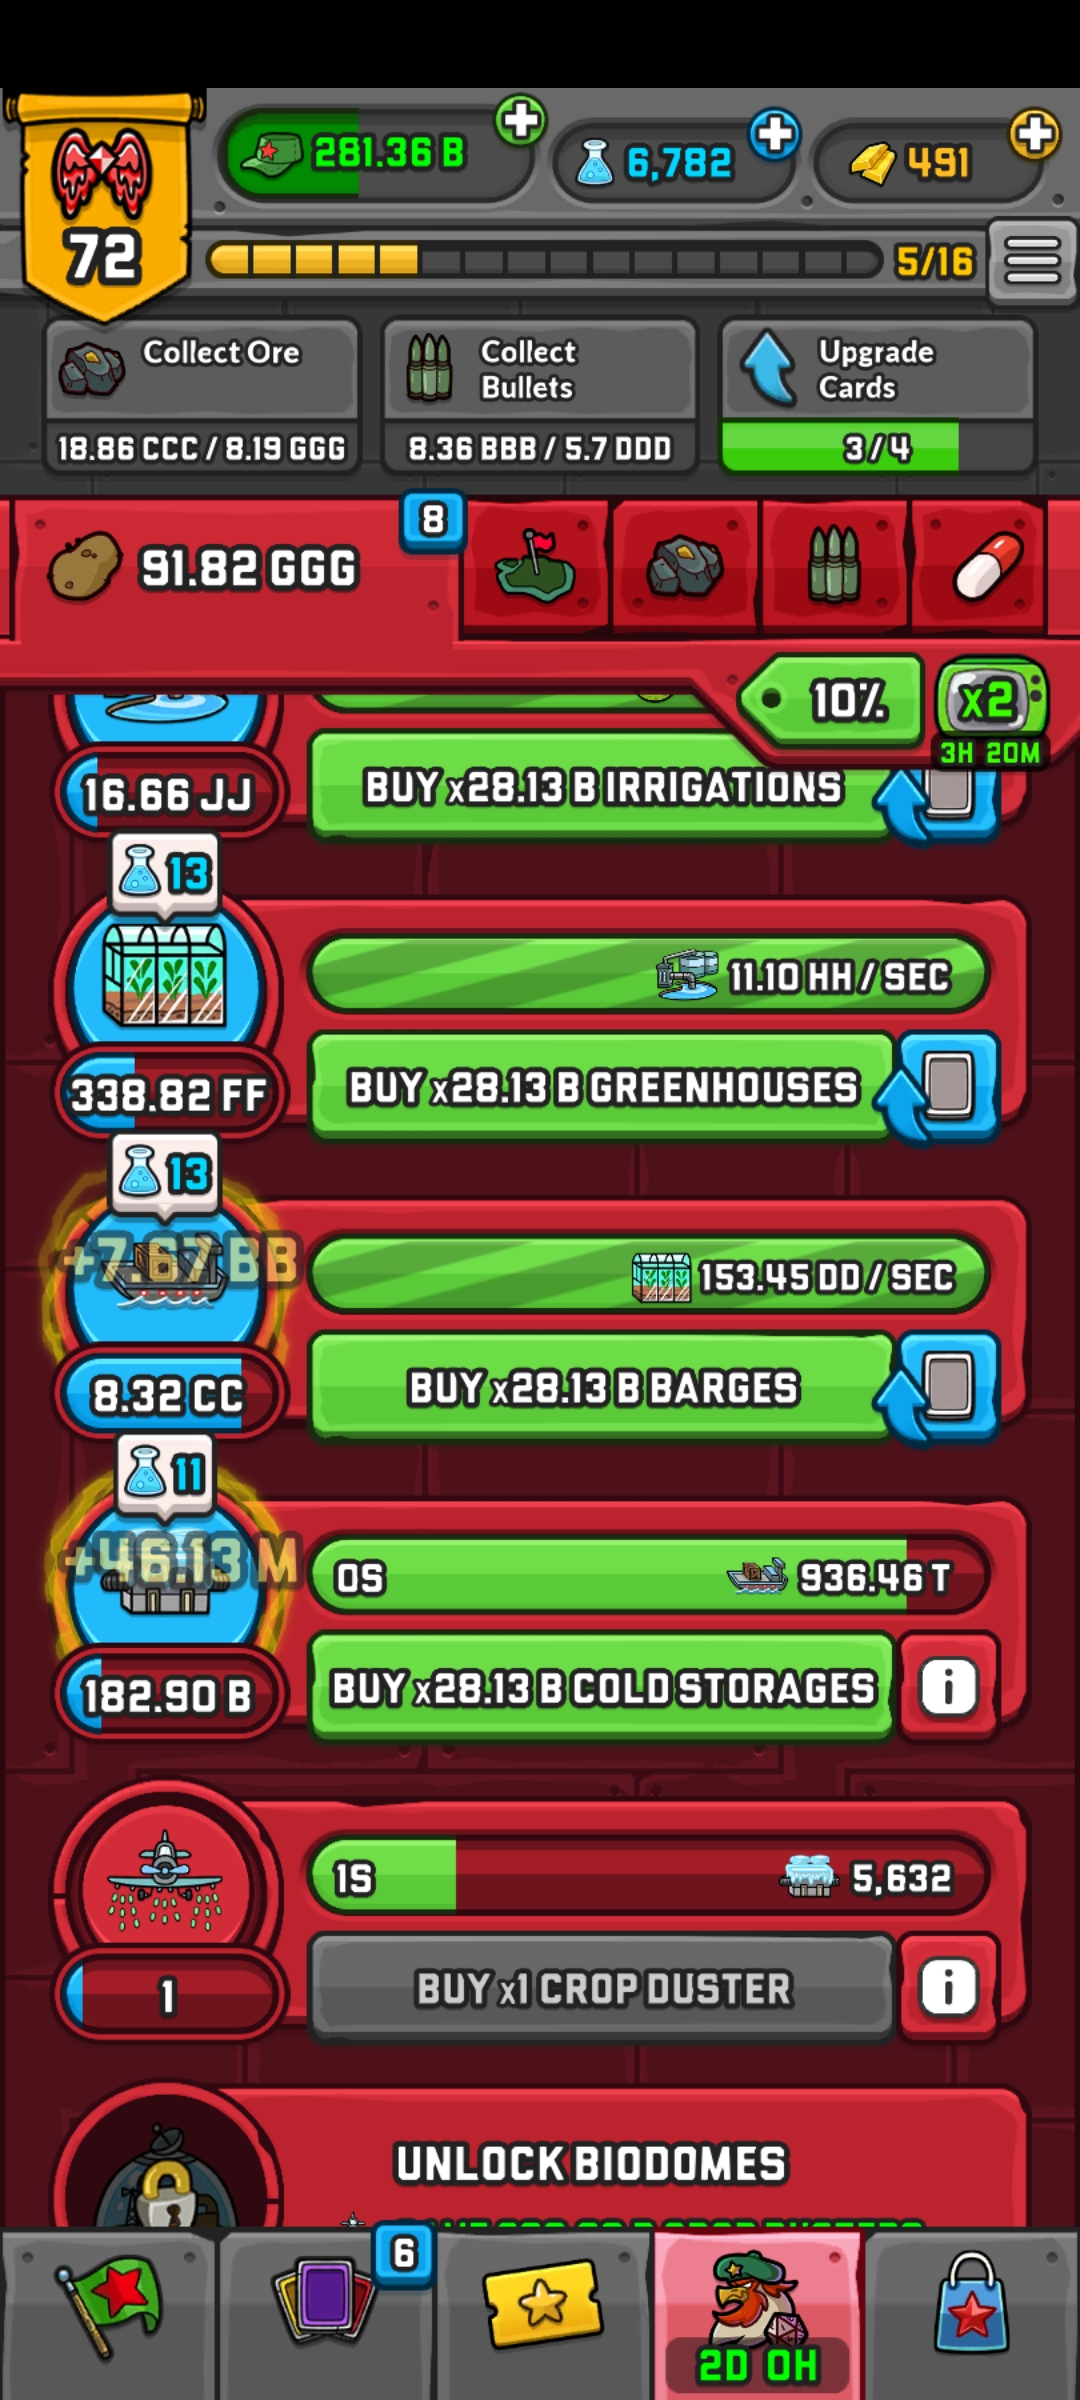 281.36 B
6,782
491
72
5/16
Collect Ore
18.86 CCC / 8.19 GGG
Collect
Bullets
8.36 BBB / 5.7 DDD
Upgrade
Cards
3/4
91.82 GGG
8
10%
x2
3H 20M
16.66 JJ
BUY x28.13 B IRRIGATIONS
13
11.10 HH / SEC
338.82 FF
BUY x28.13 B GREENHOUSES
13
+7.67 BB
153.45 DD / SEC
8.32 CC
BUY x28.13 B BARGES
11
+46.13 M
0S
936.46 T
182.90 B
BUY x28.13 B COLD STORAGES
i
1S
5,632
1
BUY x1 CROP DUSTER
i
UNLOCK BIODOMES
6
2D 0H